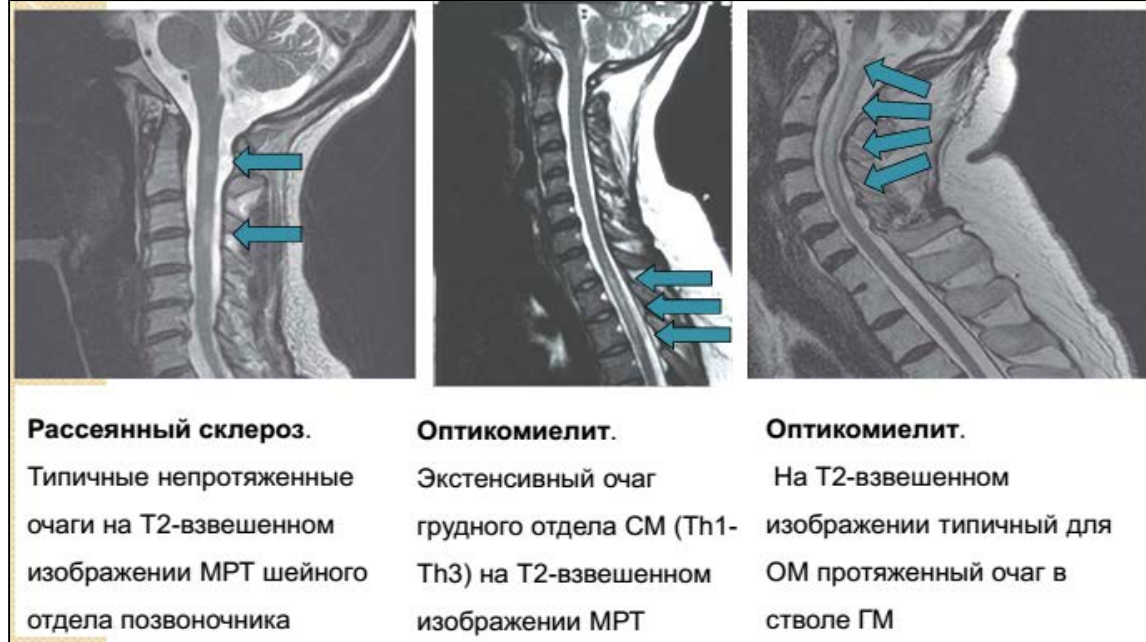 Рассеянный склероз.
Типичные непротяженные
очаги на Т2-взвешенном
изображении МРТ шейного
отдела позвоночника
Оптикомиелит.
Экстенсивный очаг
грудного отдела СМ (Th1-
Th3) на Т2-взвешенном
изображении МРТ
Оптикомиелит.
На Т2-взвешенном
изображении типичный для
ОМ протяженный очаг в
стволе ГМ